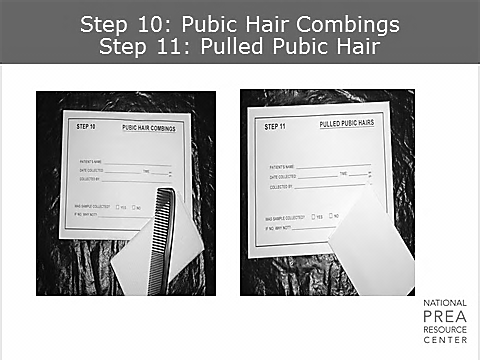 Step 10: Pubic Hair Combings
Step 11: Pulled Pubic Hair
STEP 10 PUBIC HAIR COMBINGS
PATIENT'S NAME:
DATE COLLECTED: TIME:
COLLECTED BY:
WAS SAMPLE COLLECTED? YES NO
IF NO, WHY NOT?
STEP 11 PULLED PUBIC HAIRS
PATIENT'S NAME:
DATE COLLECTED: TIME:
COLLECTED BY:
WAS SAMPLE COLLECTED? YES NO
IF NO, WHY NOT?
NATIONAL
PREA
RESOURCE
CENTER